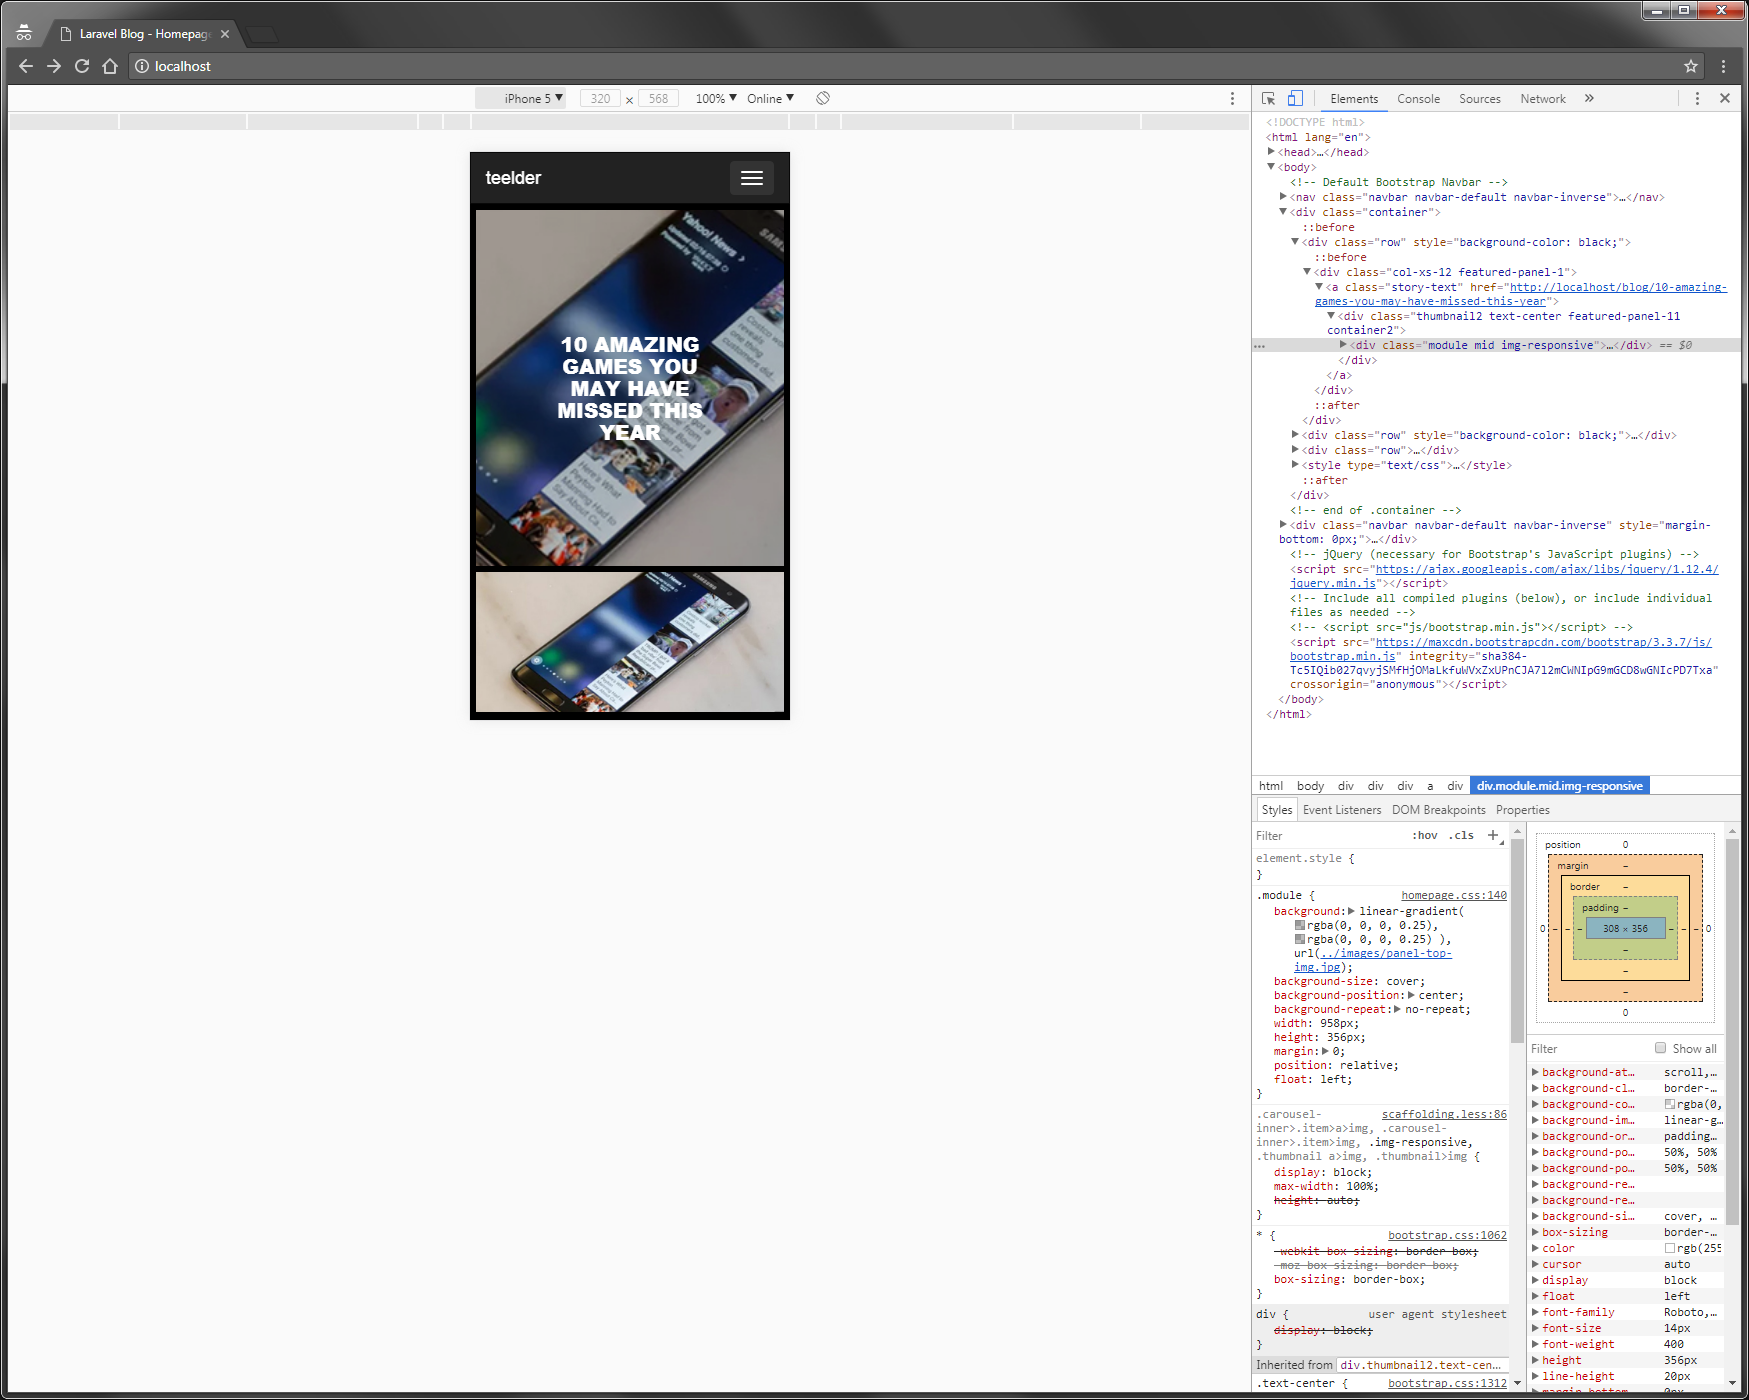 Laravel Blog - Homepag
localhost
iPhone 5 ▼ 320 × 568 100% ▼ Online ▼
Elements Console Sources Network »
teelder
Yahoo! News
SAMS
10 AMAZING
GAMES YOU
MAY HAVE
MISSED THIS
YEAR
<!DOCTYPE html>
<html lang="en">
▶<head>…</head>
▼<body>
<!-- Default Bootstrap Navbar -->
▶<nav class="navbar navbar-default navbar-inverse">…</nav>
▼<div class="container">
::before
▼<div class="row" style="background-color: black;">
::before
▼<div class="col-xs-12 featured-panel-1">
▼<a class="story-text" href="http://localhost/blog/10-amazing-
games-you-may-have-missed-this-year">
▼<div class="thumbnail2 text-center featured-panel-11
container2">
… ▶<div class="module mid img-responsive">…</div> == $0
</div>
</a>
</div>
::after
</div>
▶<div class="row" style="background-color: black;">…</div>
▶<div class="row">…</div>
▶<style type="text/css">…</style>
::after
</div>
<!-- end of .container -->
▶<div class="navbar navbar-default navbar-inverse" style="margin-
bottom: 0px;">…</div>
<!-- jQuery (necessary for Bootstrap's JavaScript plugins) -->
<script src="https://ajax.googleapis.com/ajax/libs/jquery/1.12.4/
jquery.min.js"></script>
<!-- Include all compiled plugins (below), or include individual
files as needed -->
<!-- <script src="js/bootstrap.min.js"></script> -->
<script src="https://maxcdn.bootstrapcdn.com/bootstrap/3.3.7/js/
bootstrap.min.js" integrity="sha384-
Tc5IQib027qvyjSMfHjOMaLkfuWVxZxUPnCJA7l2mCWNIpG9mGCD8wGNIcPD7Txa"
crossorigin="anonymous"></script>
</body>
</html>
html body div div div a div div.module.mid.img-responsive
Styles Event Listeners DOM Breakpoints Properties
Filter :hov .cls +
element.style {
}
.module { homepage.css:140
background:▶ linear-gradient(
rgba(0, 0, 0, 0.25),
rgba(0, 0, 0, 0.25) ),
url(../images/panel-top-
img.jpg);
background-size: cover;
background-position:▶ center;
background-repeat:▶ no-repeat;
width: 958px;
height: 356px;
margin:▶ 0;
position: relative;
float: left;
}
.carousel- scaffolding.less:86
inner>.item>a>img, .carousel-
inner>.item>img, .img-responsive,
.thumbnail a>img, .thumbnail>img {
display: block;
max-width: 100%;
height: auto;
}
* { bootstrap.css:1062
-webkit-box-sizing: border-box;
-moz-box-sizing: border-box;
box-sizing: border-box;
}
div { user agent stylesheet
display: block;
}
Inherited from div.thumbnail2.text-cen…
.text-center { bootstrap.css:1312
position 0
margin –
border –
padding –
0 – – – 308 × 356 – – – 0
–
–
–
0
Filter Show all
▶ background-at… scroll,…
▶ background-cl… border-…
▶ background-co… rgba(0,
▶ background-im… linear-g…
▶ background-or… padding…
▶ background-po… 50%, 50%
▶ background-po… 50%, 50%
▶ background-re…
▶ background-re…
▶ background-si… cover, …
▶ box-sizing border-…
▶ color rgb(255
▶ cursor auto
▶ display block
▶ float left
▶ font-family Roboto,…
▶ font-size 14px
▶ font-weight 400
▶ height 356px
▶ line-height 20px
▶ margin-bottom 0px